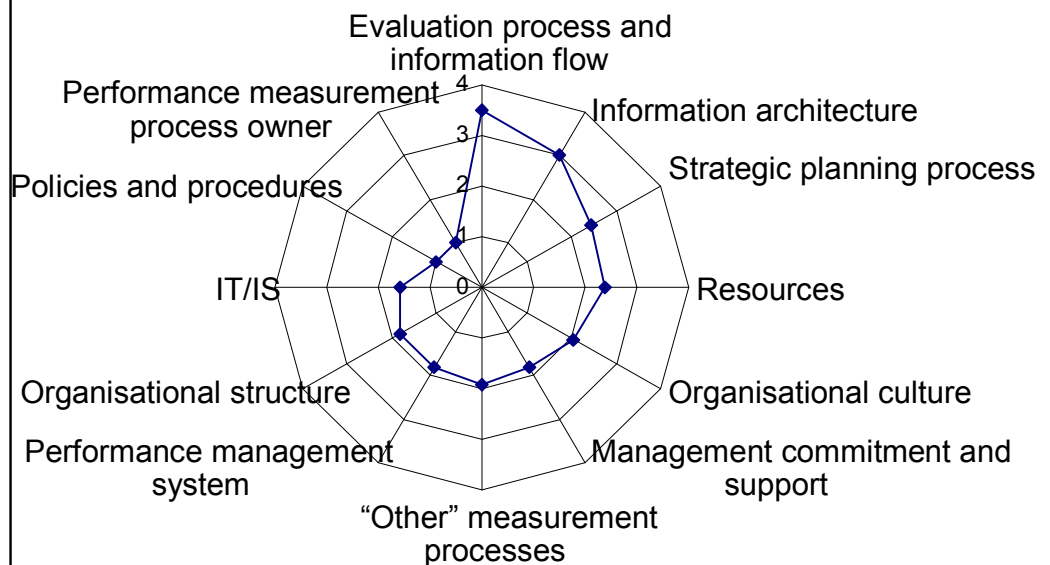 Evaluation process and
information flow
Information architecture
Strategic planning process
Resources
Organisational culture
Management commitment and
support
“Other” measurement
processes
Performance management
system
Organisational structure
IT/IS
Policies and procedures
Performance measurement
process owner
4
3
2
1
0